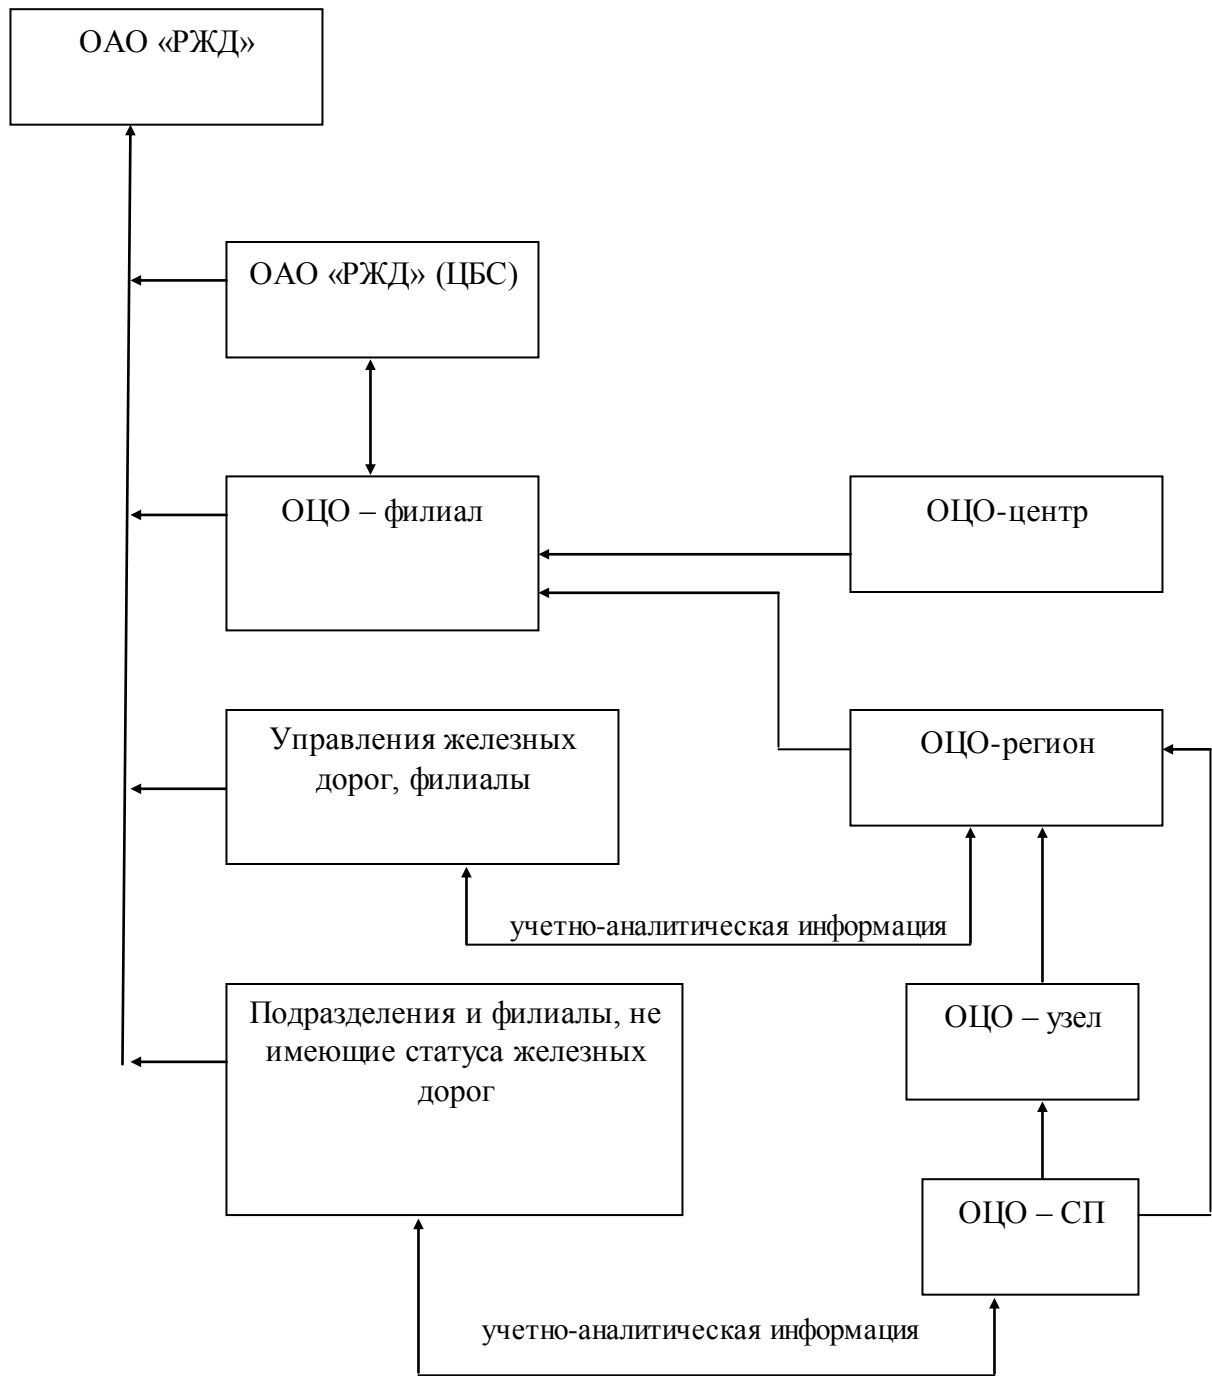 ОАО «РЖД»
ОАО «РЖД» (ЦБС)
ОЦО – филиал
ОЦО-центр
Управления железных
дорог, филиалы
ОЦО-регион
учетно-аналитическая информация
Подразделения и филиалы, не
имеющие статуса железных
дорог
ОЦО – узел
ОЦО – СП
учетно-аналитическая информация